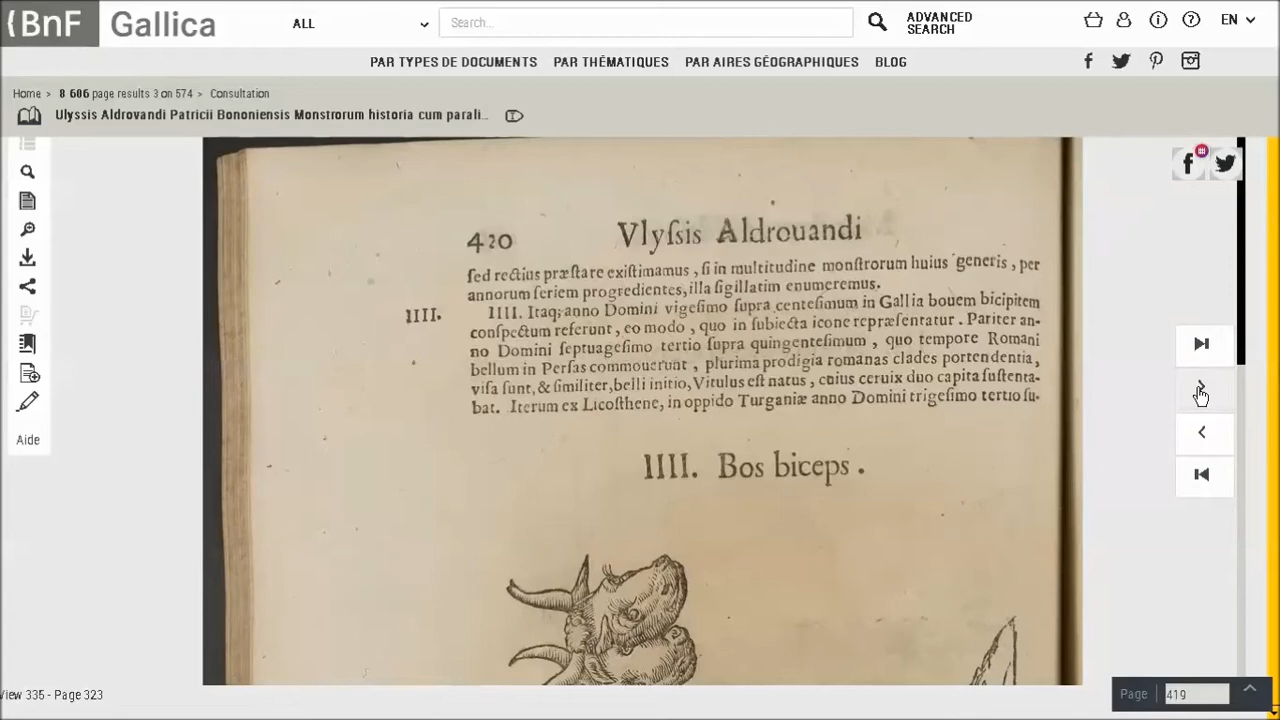 {BnF Gallica
ALL
Search...
ADVANCED
SEARCH
EN
PAR TYPES DE DOCUMENTS PAR THÉMATIQUES PAR AIRES GÉOGRAPHIQUES BLOG
Home > 8 606 page results 3 on 574 > Consultation
Ulyssis Aldrovandi Patricii Bononiensis Monstrorum historia cum parali...
420 Vlyſsis Aldrouandi
ſed rectius præſtare exiſtimamus, ſi in multitudine monſtrorum huius generis, per
annorum ſeriem progredientes, illa ſigillatim enumeremus.
IIII. IIII. Itaq; anno Domini vigeſimo ſupra centeſimum in Gallia bouem bicipitem
conſpectum referunt, eo modo, quo in ſubiecta icone repræſentatur. Pariter an-
no Domini ſeptuageſimo tertio ſupra quingenteſimum, quo tempore Romani
bellum in Perſas commouerunt, plurima prodigia romanas clades portendentia,
viſa ſunt, & ſimiliter, belli initio, Vitulus eſt natus, cuius ceruix duo capita ſuſtenta-
bat. Iterum ex Licoſthene, in oppido Turganiæ anno Domini trigeſimo tertio ſu-
IIII. Bos biceps.
Aide
View 335 - Page 323
Page 419